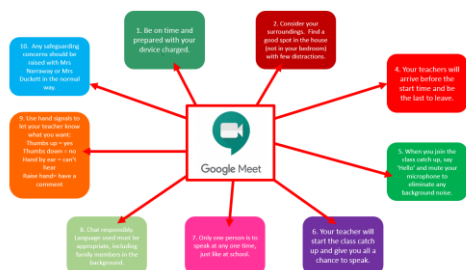 1. Be on time and
prepared with your
device charged.
2. Consider your
surroundings. Find a
good spot in the house
(not in your bedroom)
with few distractions.
10. Any safeguarding
concerns should be
raised with Mrs
Narraway or Mrs
Duckett in the normal
way.
4. Your teachers will
arrive before the
start time and be
the last to leave.
9. Use hand signals to
let your teacher know
what you want:
Thumbs up = yes
Thumbs down = no
Hand by ear = can't
hear
Raise hand= have a
comment
Google Meet
5. When you join the
class catch up, say
'Hello' and mute your
microphone to
eliminate any
background noise.
8. Chat responsibly.
Language used must be
appropriate, including
family members in the
background.
7. Only one person is to
speak at any one time,
just like at school.
6. Your teacher will
start the class catch
up and give you all a
chance to speak.